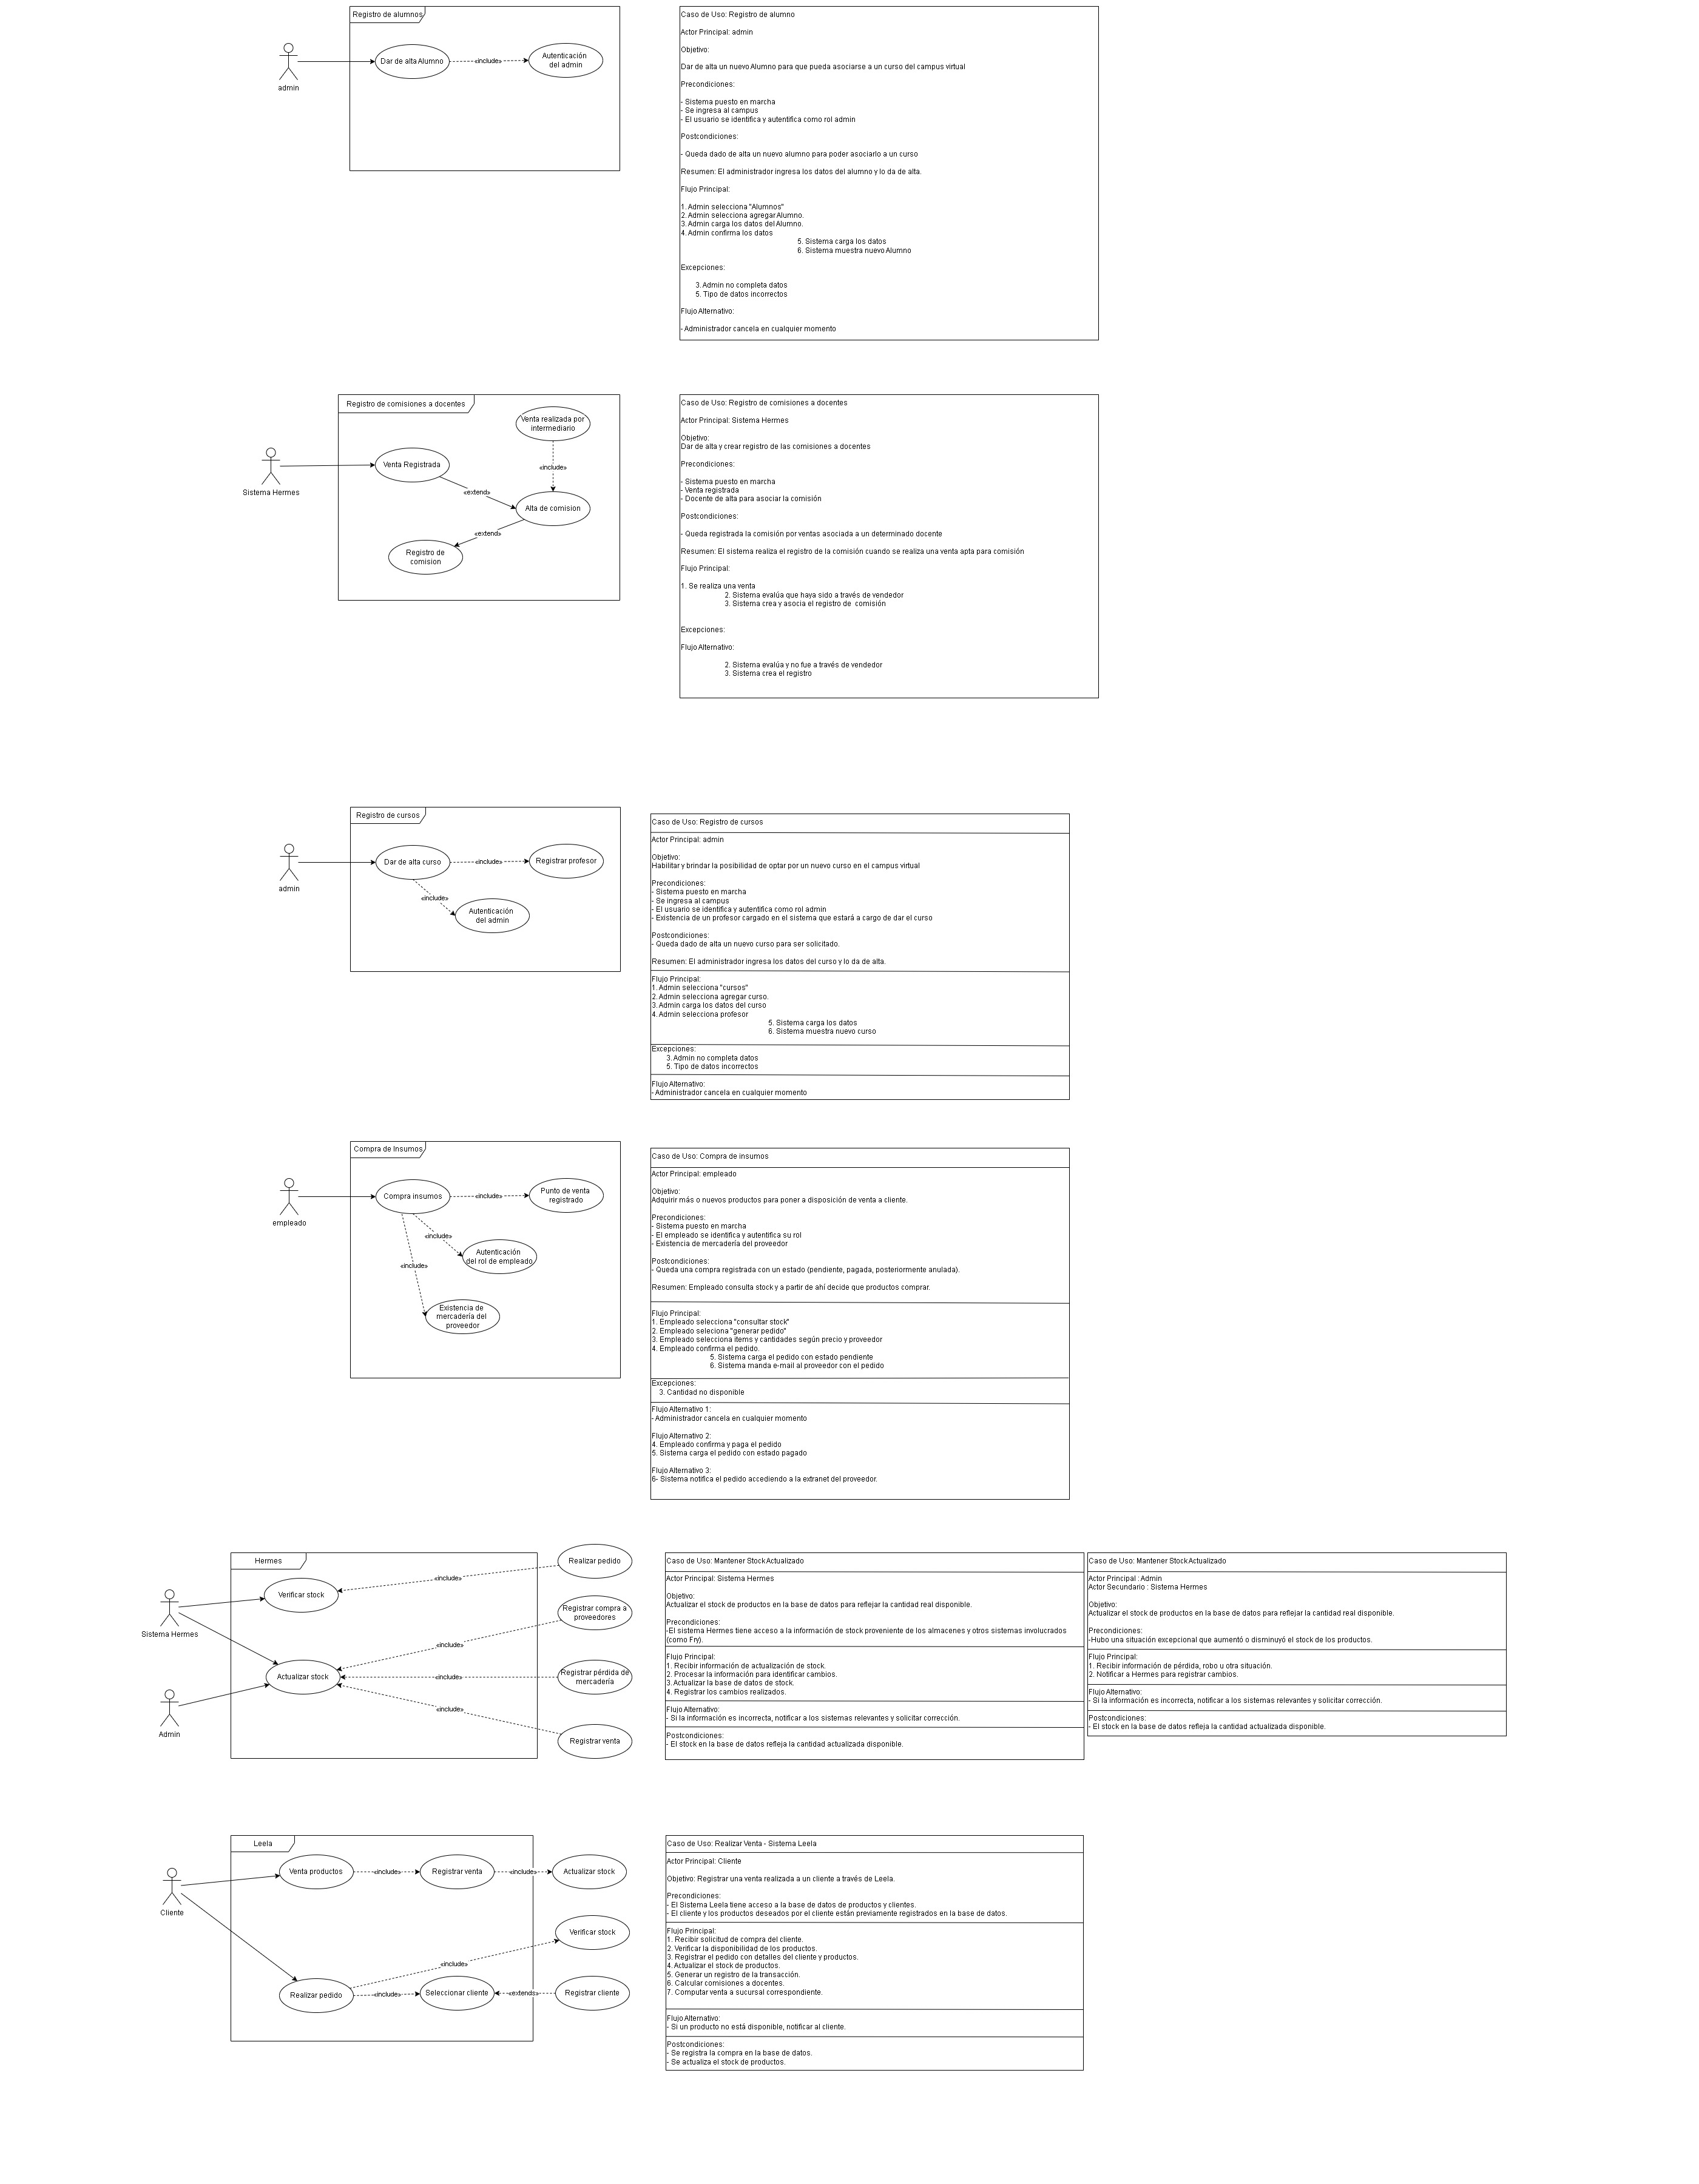 Registro de alumnos
admin
Dar de alta Alumno
«include»
Autenticación
del admin
Caso de Uso: Registro de alumno
Actor Principal: admin
Objetivo:
Dar de alta un nuevo Alumno para que pueda asociarse a un curso del campus virtual
Precondiciones:
- Sistema puesto en marcha
- Se ingresa al campus
- El usuario se identifica y autentifica como rol admin
Postcondiciones:
- Queda dado de alta un nuevo alumno para poder asociarlo a un curso
Resumen: El administrador ingresa los datos del alumno y lo da de alta.
Flujo Principal:
1. Admin selecciona "Alumnos"
2. Admin selecciona agregar Alumno.
3. Admin carga los datos del Alumno.
4. Admin confirma los datos
5. Sistema carga los datos
6. Sistema muestra nuevo Alumno
Excepciones:
3. Admin no completa datos
5. Tipo de datos incorrectos
Flujo Alternativo:
- Administrador cancela en cualquier momento
Registro de comisiones a docentes
Sistema Hermes
Venta Registrada
Venta realizada por
intermediario
«include»
«extend»
Alta de comision
«extend»
Registro de
comision
Caso de Uso: Registro de comisiones a docentes
Actor Principal: Sistema Hermes
Objetivo:
Dar de alta y crear registro de las comisiones a docentes
Precondiciones:
- Sistema puesto en marcha
- Venta registrada
- Docente de alta para asociar la comisión
Postcondiciones:
- Queda registrada la comisión por ventas asociada a un determinado docente
Resumen: El sistema realiza el registro de la comisión cuando se realiza una venta apta para comisión
Flujo Principal:
1. Se realiza una venta
2. Sistema evalúa que haya sido a través de vendedor
3. Sistema crea y asocia el registro de  comisión
Excepciones:
Flujo Alternativo:
2. Sistema evalúa y no fue a través de vendedor
3. Sistema crea el registro
Registro de cursos
admin
Dar de alta curso
«include»
Registrar profesor
«include»
Autenticación
del admin
Caso de Uso: Registro de cursos
Actor Principal: admin
Objetivo:
Habilitar y brindar la posibilidad de optar por un nuevo curso en el campus virtual
Precondiciones:
- Sistema puesto en marcha
- Se ingresa al campus
- El usuario se identifica y autentifica como rol admin
- Existencia de un profesor cargado en el sistema que estará a cargo de dar el curso
Postcondiciones:
- Queda dado de alta un nuevo curso para ser solicitado.
Resumen: El administrador ingresa los datos del curso y lo da de alta.
Flujo Principal:
1. Admin selecciona "cursos"
2. Admin selecciona agregar curso.
3. Admin carga los datos del curso
4. Admin selecciona profesor
5. Sistema carga los datos
6. Sistema muestra nuevo curso
Excepciones:
3. Admin no completa datos
5. Tipo de datos incorrectos
Flujo Alternativo:
- Administrador cancela en cualquier momento
Compra de Insumos
empleado
Compra insumos
«include»
Punto de venta
registrado
«include»
Autenticación
del rol de empleado
«include»
Existencia de
mercadería del
proveedor
Caso de Uso: Compra de insumos
Actor Principal: empleado
Objetivo:
Adquirir más o nuevos productos para poner a disposición de venta a cliente.
Precondiciones:
- Sistema puesto en marcha
- El empleado se identifica y autentifica su rol
- Existencia de mercadería del proveedor
Postcondiciones:
- Queda una compra registrada con un estado (pendiente, pagada, posteriormente anulada).
Resumen: Empleado consulta stock y a partir de ahí decide que productos comprar.
Flujo Principal:
1. Empleado selecciona "consultar stock"
2. Empleado seleciona "generar pedido"
3. Empleado selecciona items y cantidades según precio y proveedor
4. Empleado confirma el pedido.
5. Sistema carga el pedido con estado pendiente
6. Sistema manda e-mail al proveedor con el pedido
Excepciones:
3. Cantidad no disponible
Flujo Alternativo 1:
- Administrador cancela en cualquier momento
Flujo Alternativo 2:
4. Empleado confirma y paga el pedido
5. Sistema carga el pedido con estado pagado
Flujo Alternativo 3:
6- Sistema notifica el pedido accediendo a la extranet del proveedor.
Hermes
Sistema Hermes
Admin
Verificar stock
Actualizar stock
«include»
Realizar pedido
«include»
Registrar compra a
proveedores
«include»
Registrar pérdida de
mercadería
«include»
Registrar venta
Caso de Uso: Mantener Stock Actualizado
Actor Principal: Sistema Hermes
Objetivo:
Actualizar el stock de productos en la base de datos para reflejar la cantidad real disponible.
Precondiciones:
-El sistema Hermes tiene acceso a la información de stock proveniente de los almacenes y otros sistemas involucrados
(como Fry).
Flujo Principal:
1. Recibir información de actualización de stock.
2. Procesar la información para identificar cambios.
3. Actualizar la base de datos de stock.
4. Registrar los cambios realizados.
Flujo Alternativo:
- Si la información es incorrecta, notificar a los sistemas relevantes y solicitar corrección.
Postcondiciones:
- El stock en la base de datos refleja la cantidad actualizada disponible.
Caso de Uso: Mantener Stock Actualizado
Actor Principal : Admin
Actor Secundario : Sistema Hermes
Objetivo:
Actualizar el stock de productos en la base de datos para reflejar la cantidad real disponible.
Precondiciones:
-Hubo una situación excepcional que aumentó o disminuyó el stock de los productos.
Flujo Principal:
1. Recibir información de pérdida, robo u otra situación.
2. Notificar a Hermes para registrar cambios.
Flujo Alternativo:
- Si la información es incorrecta, notificar a los sistemas relevantes y solicitar corrección.
Postcondiciones:
- El stock en la base de datos refleja la cantidad actualizada disponible.
Leela
Cliente
Venta productos
«include»
Registrar venta
«include»
Actualizar stock
Verificar stock
«include»
Realizar pedido
«include»
Seleccionar cliente
«extends»
Registrar cliente
Caso de Uso: Realizar Venta - Sistema Leela
Actor Principal: Cliente
Objetivo: Registrar una venta realizada a un cliente a través de Leela.
Precondiciones:
- El Sistema Leela tiene acceso a la base de datos de productos y clientes.
- El cliente y los productos deseados por el cliente están previamente registrados en la base de datos.
Flujo Principal:
1. Recibir solicitud de compra del cliente.
2. Verificar la disponibilidad de los productos.
3. Registrar el pedido con detalles del cliente y productos.
4. Actualizar el stock de productos.
5. Generar un registro de la transacción.
6. Calcular comisiones a docentes.
7. Computar venta a sucursal correspondiente.
Flujo Alternativo:
- Si un producto no está disponible, notificar al cliente.
Postcondiciones:
- Se registra la compra en la base de datos.
- Se actualiza el stock de productos.